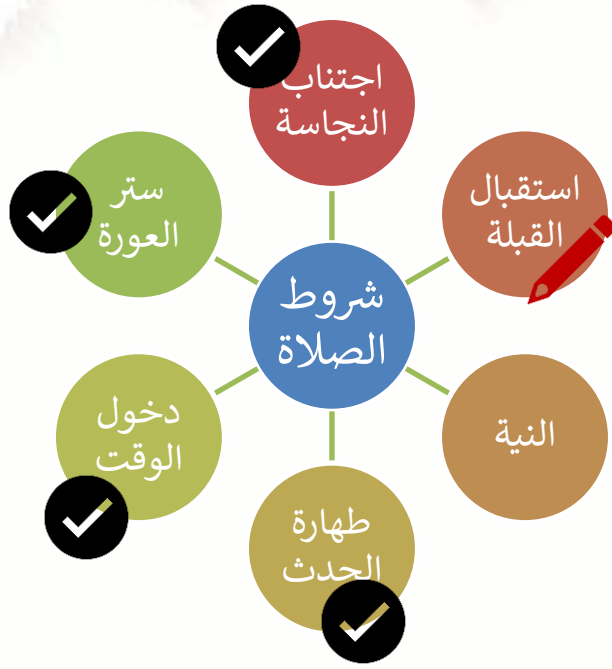 شروط
الصلاة
اجتناب
النجاسة
استقبال
القبلة
النية
طهارة
الحدث
دخول
الوقت
ستر
العورة